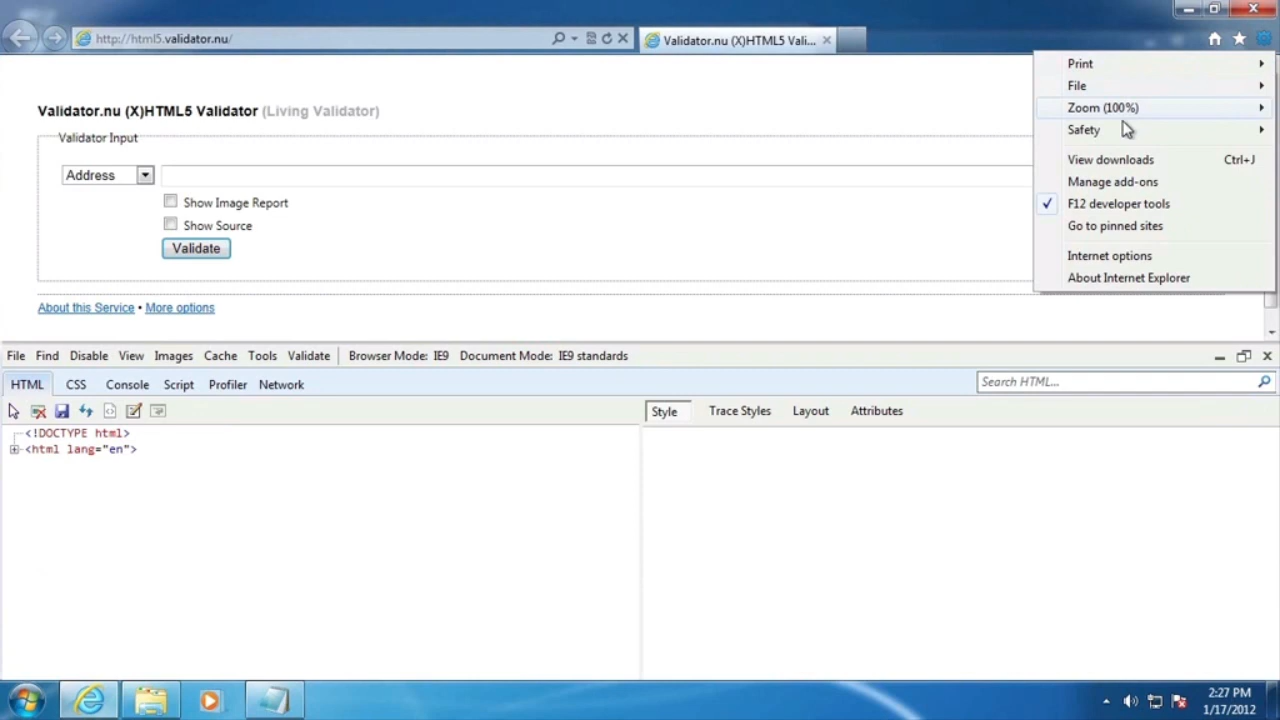 http://html5.validator.nu/
Validator.nu (X)HTML5 Vali...
Print
File
Zoom (100%)
Safety
View downloads Ctrl+J
Manage add-ons
F12 developer tools
Go to pinned sites
Internet options
About Internet Explorer
Validator.nu (X)HTML5 Validator (Living Validator)
Validator Input
Address
Show Image Report
Show Source
Validate
About this Service • More options
File Find Disable View Images Cache Tools Validate Browser Mode: IE9 Document Mode: IE9 standards
HTML CSS Console Script Profiler Network Search HTML...
Style Trace Styles Layout Attributes
<!DOCTYPE html>
<html lang="en">
2:27 PM
1/17/2012